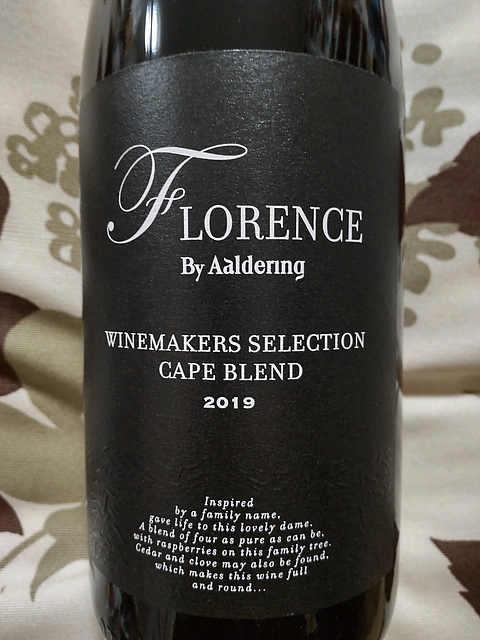 FLORENCE
By Aaldering
WINEMAKERS SELECTION
CAPE BLEND
2019
Inspired
by a family name,
gave life to this lovely dame.
A blend of four as pure as can be,
with raspberries on this family tree.
Cedar and clove may also be found,
which makes this wine full
and round...